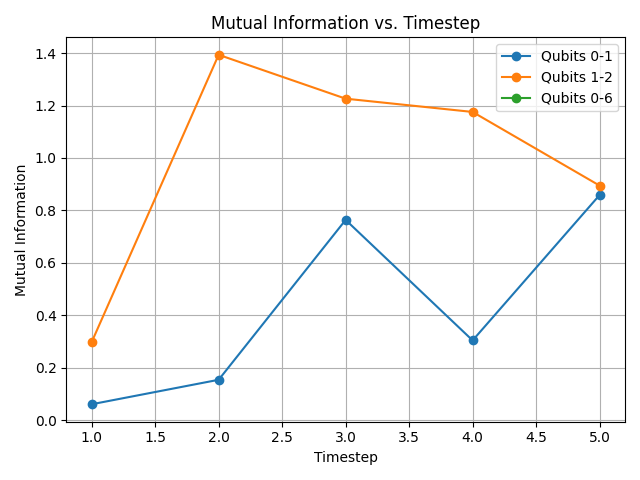 Mutual Information vs. Timestep
Qubits 0-1
Qubits 1-2
Qubits 0-6
Mutual Information
1.4
1.2
1.0
0.8
0.6
0.4
0.2
0.0
1.0 1.5 2.0 2.5 3.0 3.5 4.0 4.5 5.0
Timestep